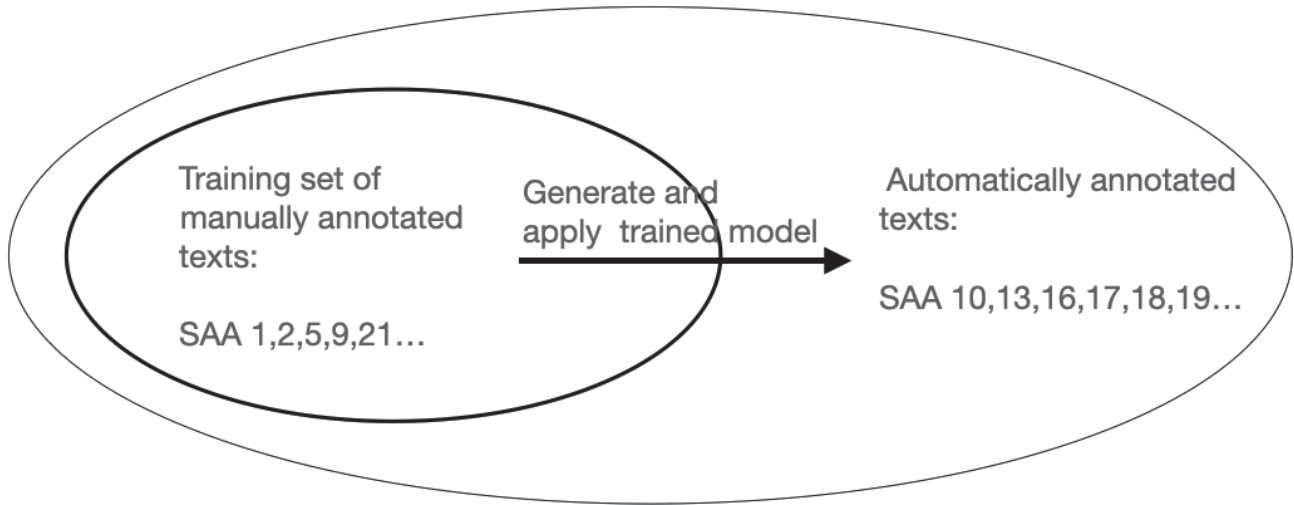 Training set of
manually annotated
texts:
SAA 1,2,5,9,21…
Generate and
apply trained model
Automatically annotated
texts:
SAA 10,13,16,17,18,19…